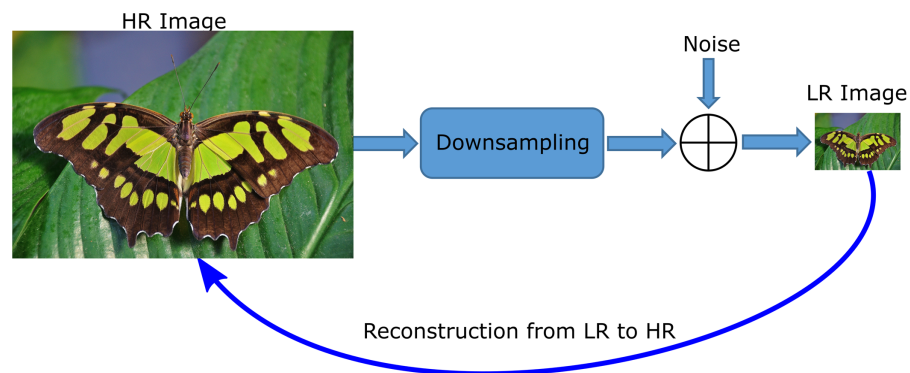 HR Image
Noise
LR Image
Downsampling
Reconstruction from LR to HR